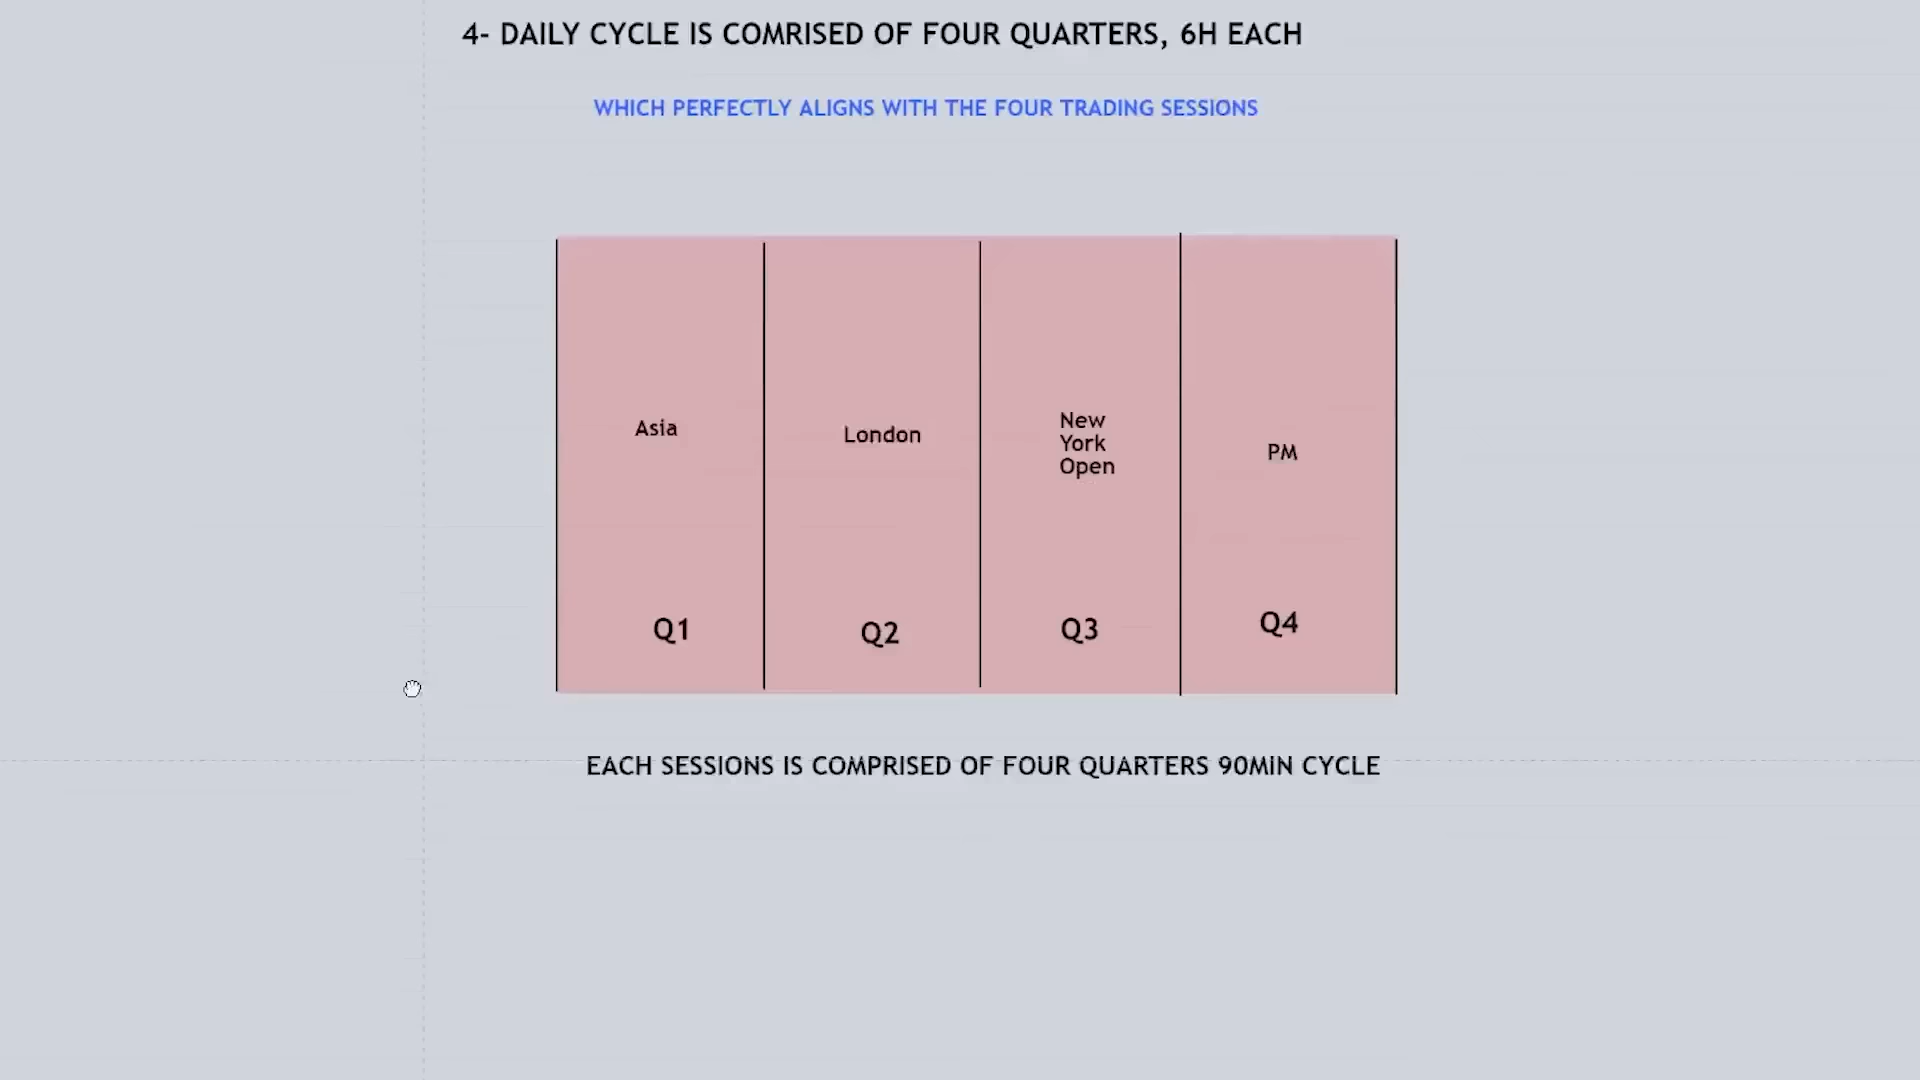 4- DAILY CYCLE IS COMRISED OF FOUR QUARTERS, 6H EACH
WHICH PERFECTLY ALIGNS WITH THE FOUR TRADING SESSIONS
Asia
London
New
York
Open
PM
Q1
Q2
Q3
Q4
EACH SESSIONS IS COMPRISED OF FOUR QUARTERS 90MIN CYCLE